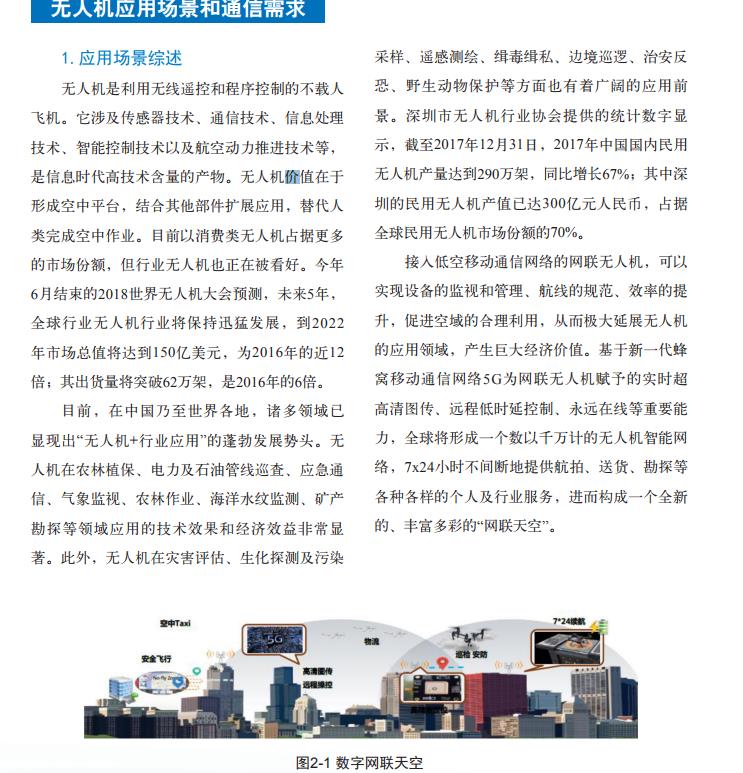 无人机应用场景和通信需求
1. 应用场景综述
无人机是利用无线遥控和程序控制的不载人
飞机。它涉及传感器技术、通信技术、信息处理
技术、智能控制技术以及航空动力推进技术等，
是信息时代高技术含量的产物。无人机价值在于
形成空中平台，结合其他部件扩展应用，替代人
类完成空中作业。目前以消费类无人机占据更多
的市场份额，但行业无人机也正在被看好。今年
6月结束的2018世界无人机大会预测，未来5年，
全球行业无人机行业将保持迅猛发展，到2022
年市场总值将达到150亿美元，为2016年的近12
倍；其出货量将突破62万架，是2016年的6倍。
目前，在中国乃至世界各地，诸多领域已
显现出“无人机+行业应用”的蓬勃发展势头。无
人机在农林植保、电力及石油管线巡查、应急通
信、气象监视、农林作业、海洋水纹监测、矿产
勘探等领域应用的技术效果和经济效益非常显
著。此外，无人机在灾害评估、生化探测及污染
采样、遥感测绘、缉毒缉私、边境巡逻、治安反
恐、野生动物保护等方面也有着广阔的应用前
景。深圳市无人机行业协会提供的统计数字显
示，截至2017年12月31日，2017年中国国内民用
无人机产量达到290万架，同比增长67%；其中深
圳的民用无人机产值已达300亿元人民币，占据
全球民用无人机市场份额的70%。
接入低空移动通信网络的网联无人机，可以
实现设备的监视和管理、航线的规范、效率的提
升，促进空域的合理利用，从而极大延展无人机
的应用领域，产生巨大经济价值。基于新一代蜂
窝移动通信网络5G为网联无人机赋予的实时超
高清图传、远程低时延控制、永远在线等重要能
力，全球将形成一个数以千万计的无人机智能网
络，7x24小时不间断地提供航拍、送货、勘探等
各种各样的个人及行业服务，进而构成一个全新
的、丰富多彩的“网联天空”。
空中Taxi
5G
物流
7*24续航
安全飞行
No Fly Zone
高清图传
远程操控
巡检 安防
图2-1 数字网联天空